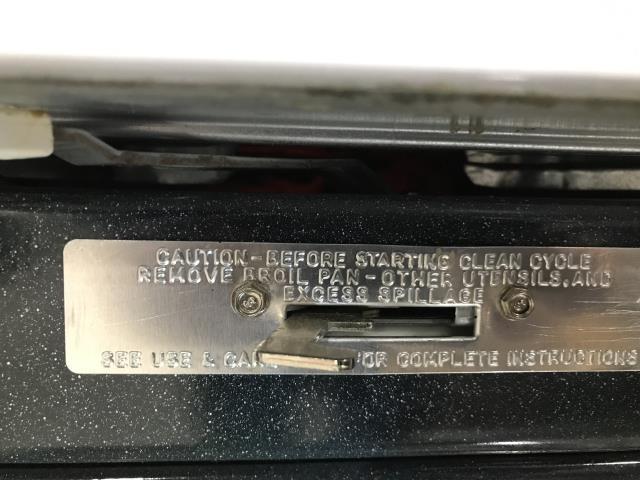 CAUTION - BEFORE STARTING CLEAN CYCLE
REMOVE BROIL PAN - OTHER UTENSILS, AND
EXCESS SPILLAGE
SEE USE & FOR COMPLETE INSTRUCTIONS